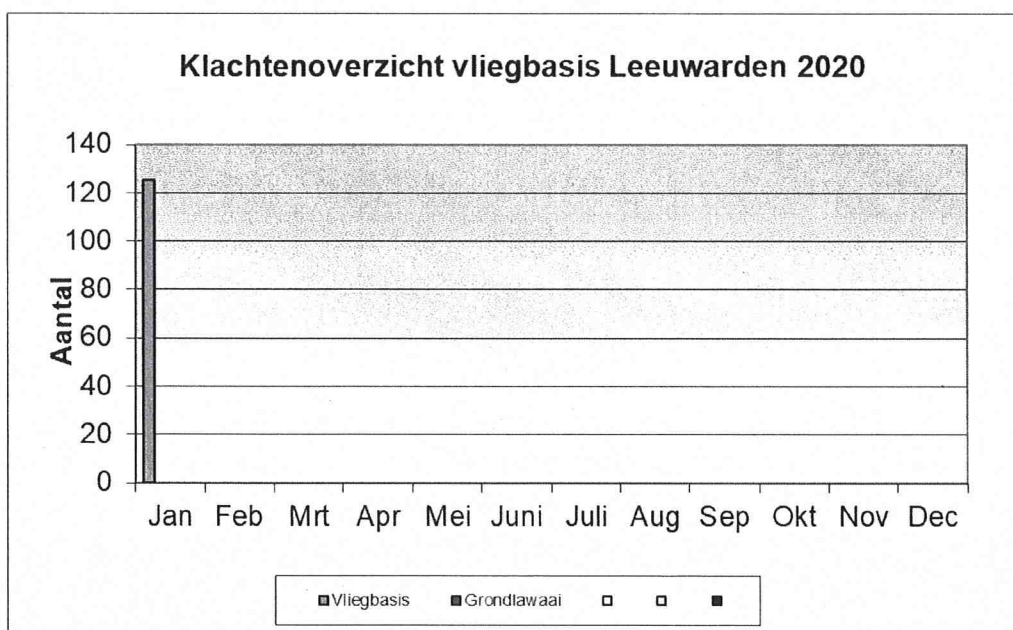 Klachtenoverzicht vliegbasis Leeuwarden 2020
Aantal
140
120
100
80
60
40
20
0
Jan Feb Mrt Apr Mei Juni Juli Aug Sep Okt Nov Dec
Vliegbasis Grondlawaai